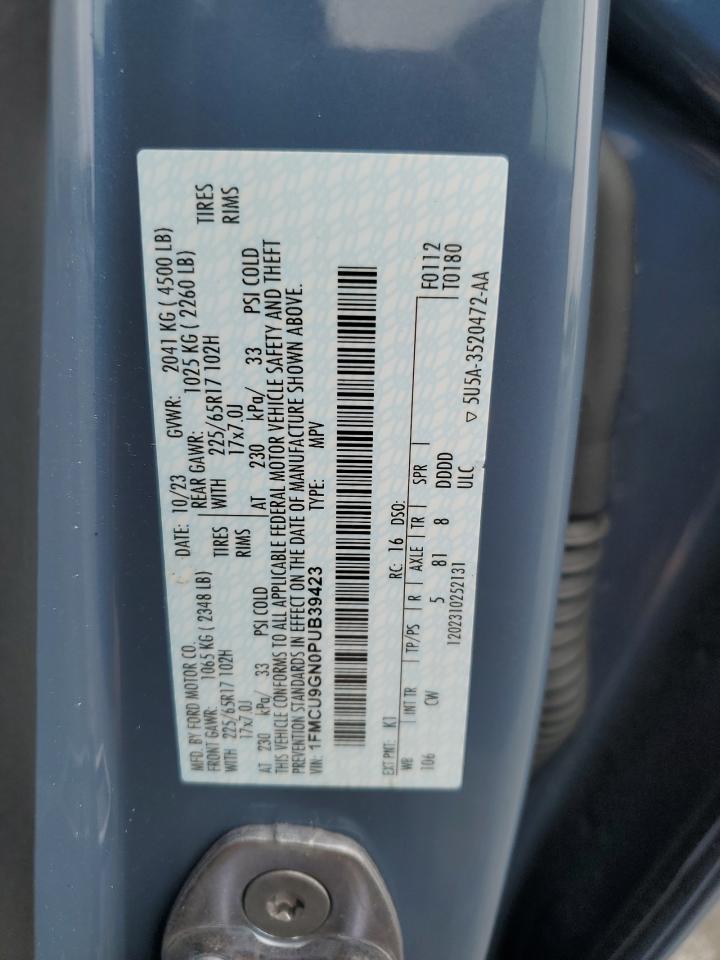 MFD. BY FORD MOTOR CO.
DATE: 10/23 GVWR: 2041 KG ( 4500 LB)
FRONT GAWR: 1065 KG ( 2348 LB) REAR GAWR: 1025 KG ( 2260 LB)
WITH 225/65R17 102H TIRES WITH 225/65R17 102H TIRES
17x7.0J RIMS 17x7.0J RIMS
AT 230 kPa/ 33 PSI COLD AT 230 kPa/ 33 PSI COLD
THIS VEHICLE CONFORMS TO ALL APPLICABLE FEDERAL MOTOR VEHICLE SAFETY AND THEFT
PREVENTION STANDARDS IN EFFECT ON THE DATE OF MANUFACTURE SHOWN ABOVE.
VIN: 1FMCU9GN0PUB39423 TYPE: MPV
EXT PNT: K1 RC: 16 DSO: F0112
WB INT TR TP/PS R AXLE TR SPR T0180
106 CW 5 81 8 DDDD
1202310252131 ULC ▽ 5U5A-3520472-AA